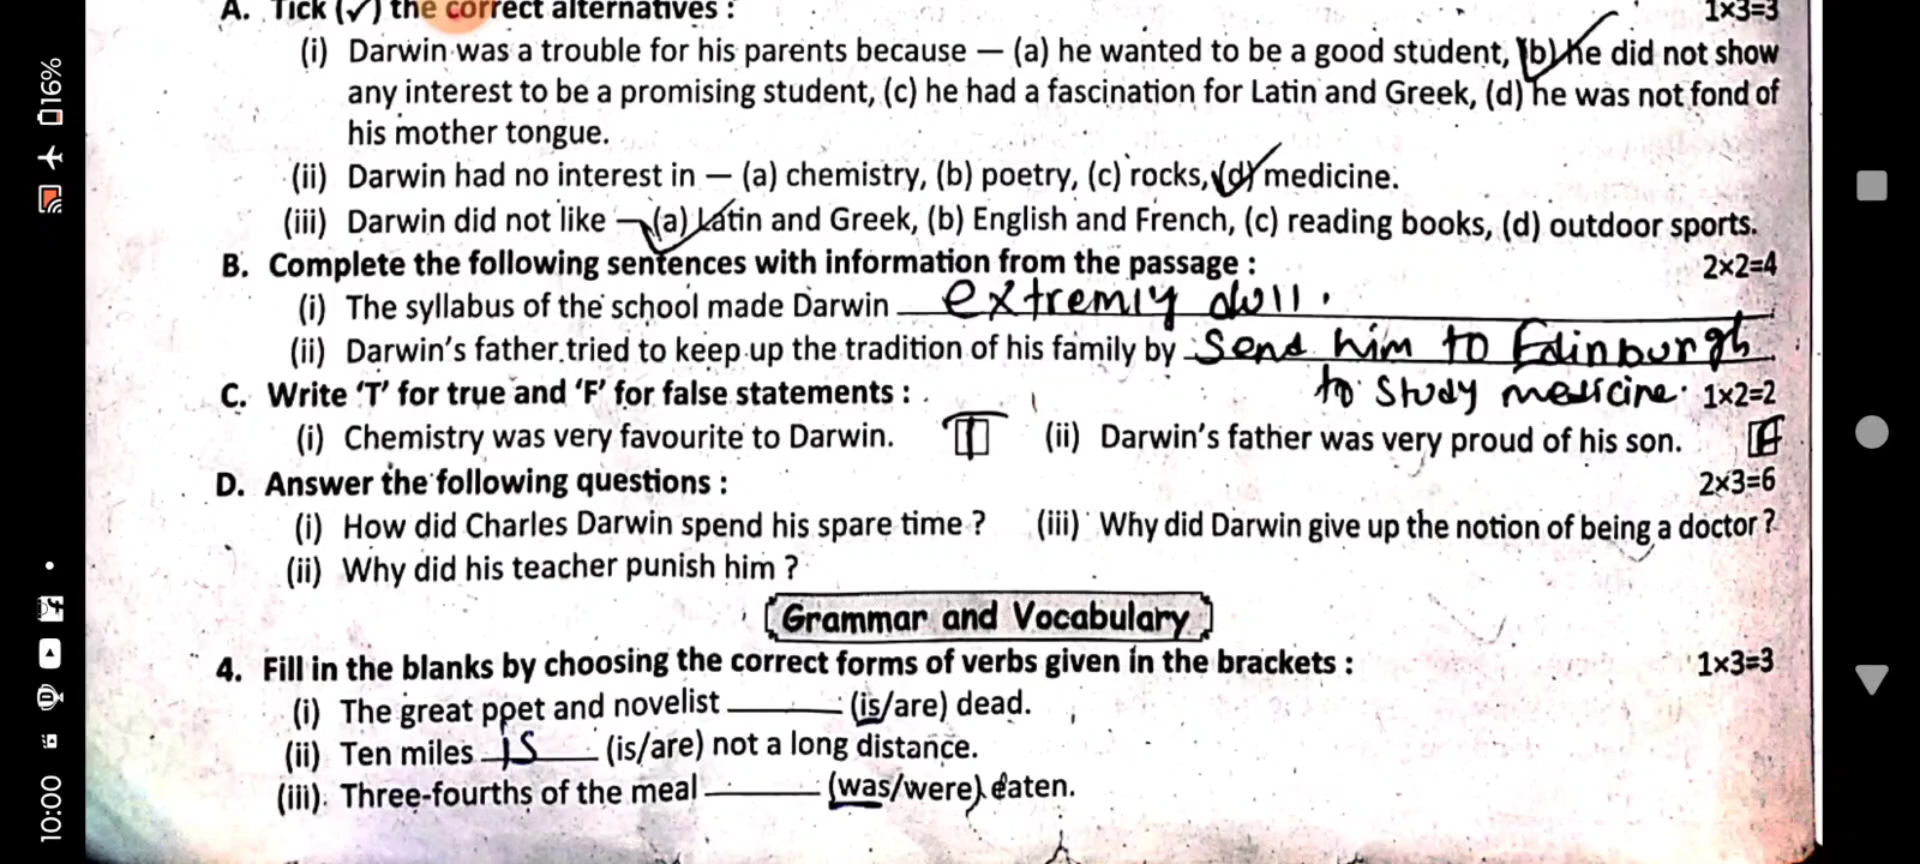 16%
10:00
A. Tick (✓) the correct alternatives : 1×3=3
(i) Darwin was a trouble for his parents because — (a) he wanted to be a good student, (b) he did not show
any interest to be a promising student, (c) he had a fascination for Latin and Greek, (d) he was not fond of
his mother tongue.
(ii) Darwin had no interest in — (a) chemistry, (b) poetry, (c) rocks, (d) medicine.
(iii) Darwin did not like — (a) Latin and Greek, (b) English and French, (c) reading books, (d) outdoor sports.
B. Complete the following sentences with information from the passage : 2×2=4
(i) The syllabus of the school made Darwin extremly dull.
(ii) Darwin's father tried to keep up the tradition of his family by Send him to Edinburgh
to Study medicine.
C. Write 'T' for true and 'F' for false statements : 1×2=2
(i) Chemistry was very favourite to Darwin. T (ii) Darwin's father was very proud of his son. F
D. Answer the following questions : 2×3=6
(i) How did Charles Darwin spend his spare time ? (iii) Why did Darwin give up the notion of being a doctor ?
(ii) Why did his teacher punish him ?
Grammar and Vocabulary
4. Fill in the blanks by choosing the correct forms of verbs given in the brackets : 1×3=3
(i) The great poet and novelist ______ (is/are) dead.
(ii) Ten miles is (is/are) not a long distance.
(iii). Three-fourths of the meal ______ (was/were) eaten.